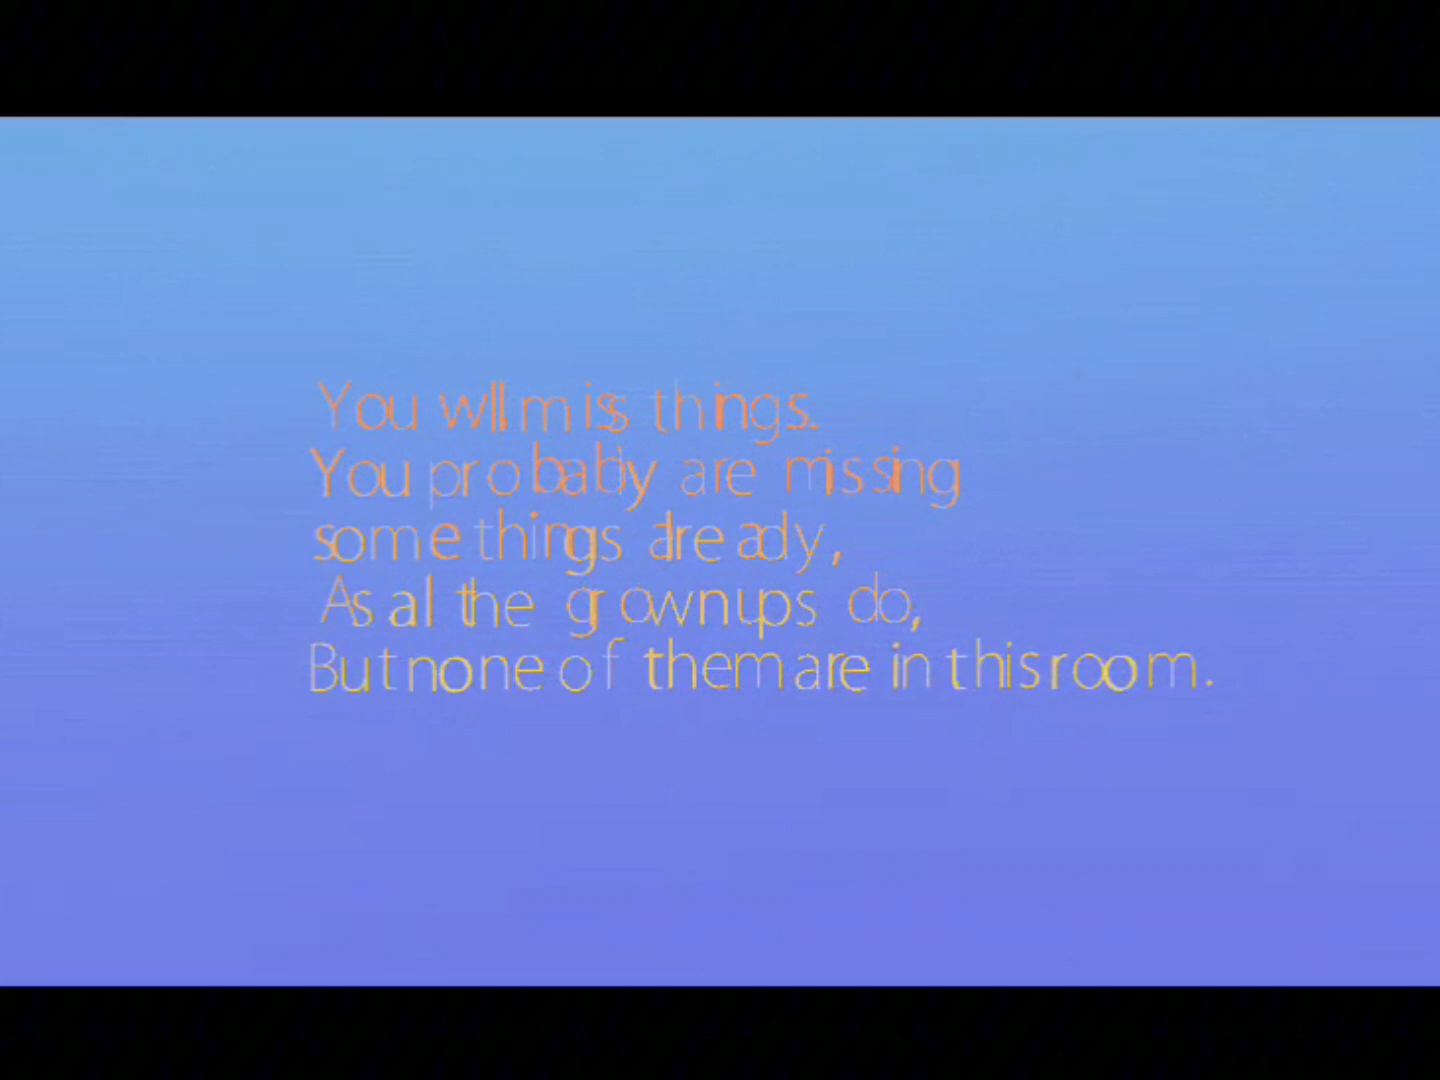 You will miss things.
You probably are missing
some things already,
As all the grownups do,
But none of them are in this room.